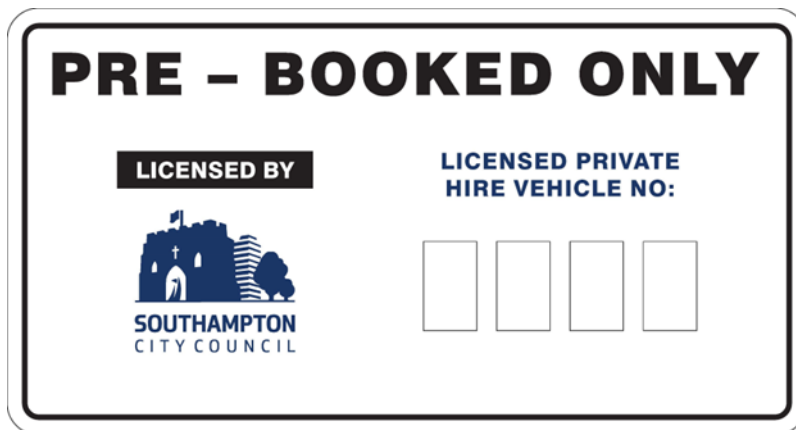 PRE – BOOKED ONLY
LICENSED BY
SOUTHAMPTON
CITY COUNCIL
LICENSED PRIVATE
HIRE VEHICLE NO: